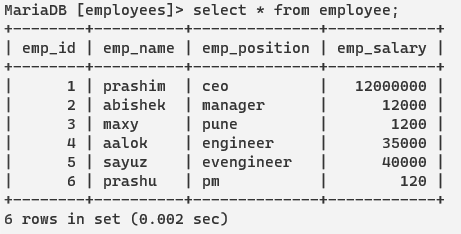 MariaDB [employees]> select * from employee;
+--------+----------+--------------+------------+
| emp_id | emp_name | emp_position | emp_salary |
+--------+----------+--------------+------------+
|      1 | prashim  | ceo          |   12000000 |
|      2 | abishek  | manager      |      12000 |
|      3 | maxy     | pune         |       1200 |
|      4 | aalok    | engineer     |      35000 |
|      5 | sayuz    | evengineer   |      40000 |
|      6 | prashu   | pm           |        120 |
+--------+----------+--------------+------------+
6 rows in set (0.002 sec)